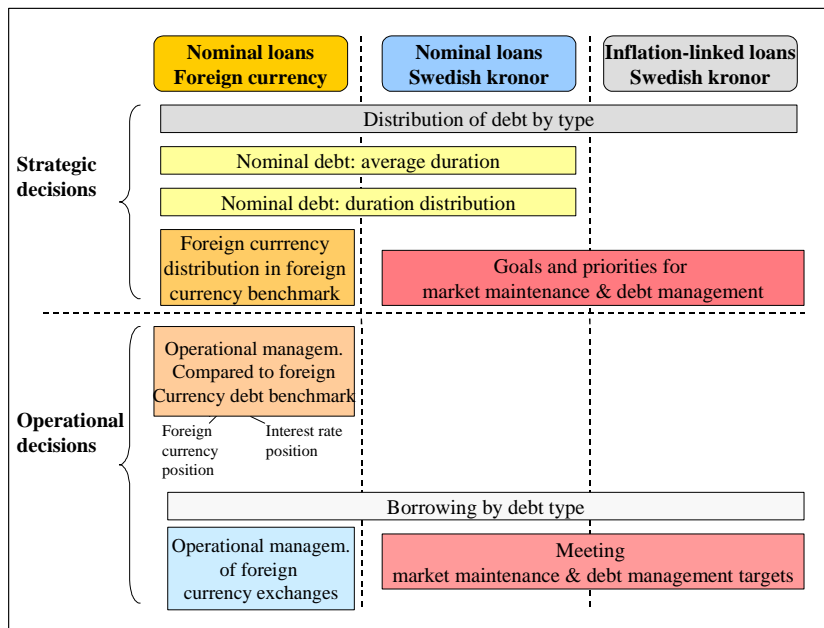 Nominal loans
Foreign currency
Nominal loans
Swedish kronor
Inflation-linked loans
Swedish kronor
Strategic
decisions
Distribution of debt by type
Nominal debt: average duration
Nominal debt: duration distribution
Foreign currrency
distribution in foreign
currency benchmark
Goals and priorities for
market maintenance & debt management
Operational
decisions
Operational managem.
Compared to foreign
Currency debt benchmark
Foreign
currency
position
Interest rate
position
Borrowing by debt type
Operational managem.
of foreign
currency exchanges
Meeting
market maintenance & debt management targets